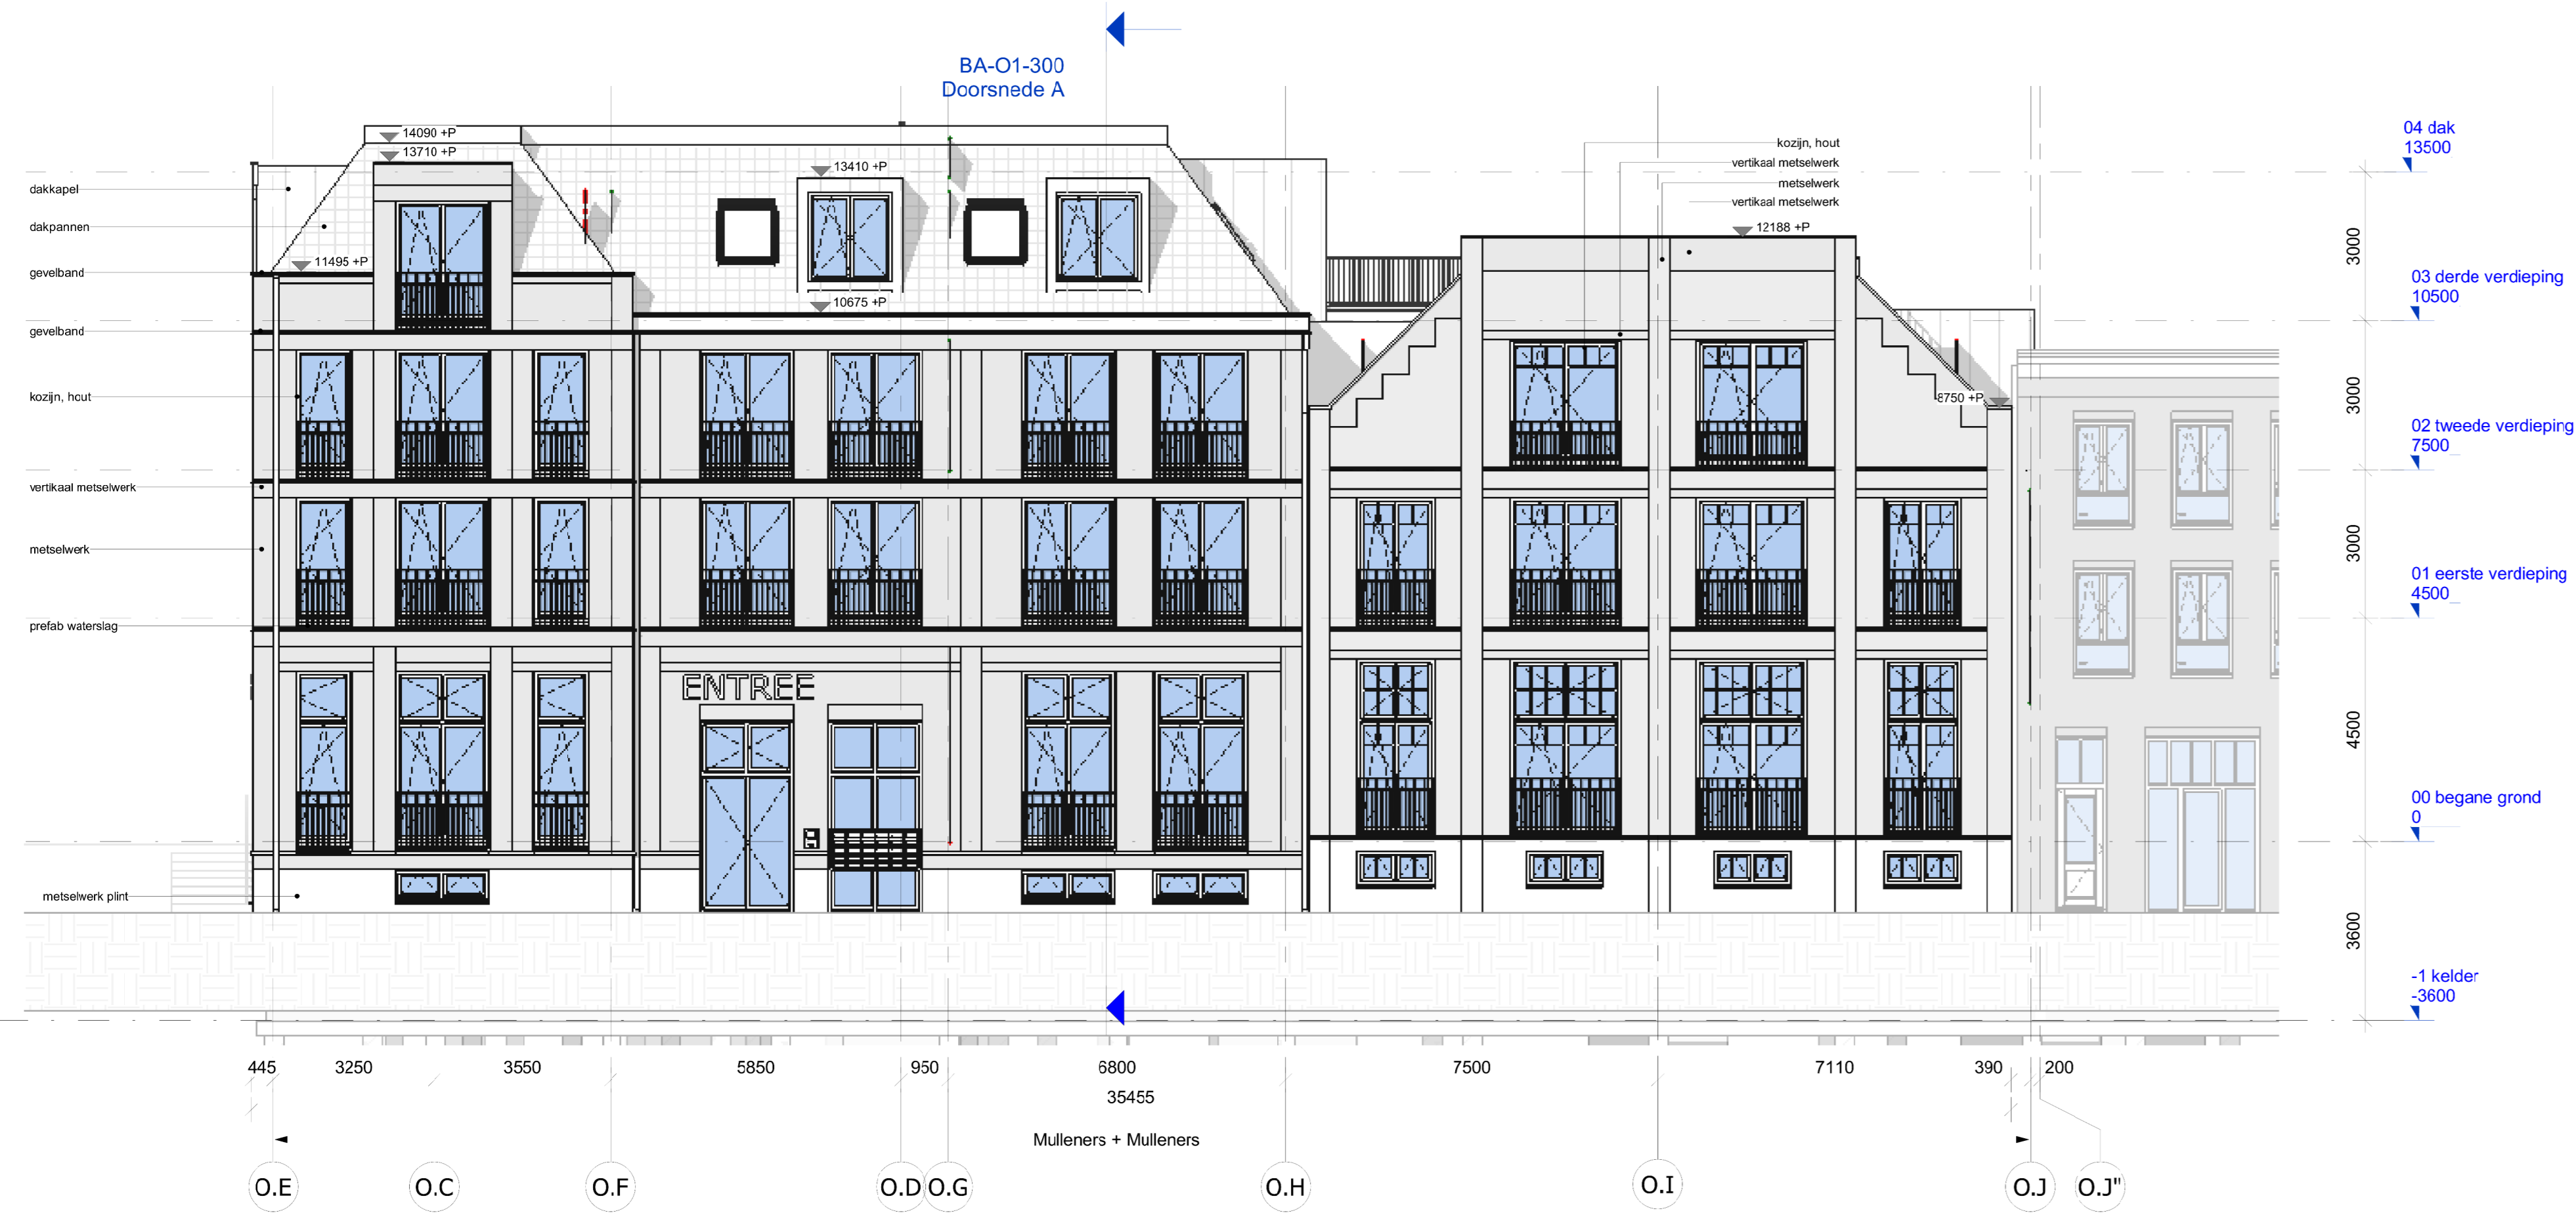 BA-O1-300
Doorsnede A
14090 +P
13710 +P
13410 +P
11495 +P
10675 +P
12188 +P
8750 +P
dakkapel
dakpannen
gevelband
gevelband
kozijn, hout
vertikaal metselwerk
metselwerk
prefab waterslag
metselwerk plint
kozijn, hout
vertikaal metselwerk
metselwerk
vertikaal metselwerk
ENTREE
9
04 dak
13500
03 derde verdieping
10500
02 tweede verdieping
7500
01 eerste verdieping
4500
00 begane grond
0
-1 kelder
-3600
3000
3000
3000
4500
3600
445 3250 3550 5850 950 6800 7500 7110 390 200
35455
Mulleners + Mulleners
O.E O.C O.F O.D O.G O.H O.I O.J O.J"